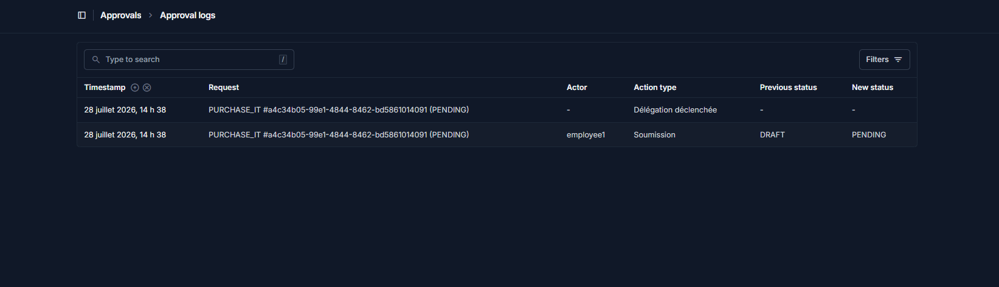 Approvals > Approval logs
Type to search / Filters
Timestamp Request Actor Action type Previous status New status
28 juillet 2026, 14 h 38 PURCHASE_IT #a4c34b05-99e1-4844-8462-bd5861014091 (PENDING) - Délégation déclenchée - -
28 juillet 2026, 14 h 38 PURCHASE_IT #a4c34b05-99e1-4844-8462-bd5861014091 (PENDING) employee1 Soumission DRAFT PENDING